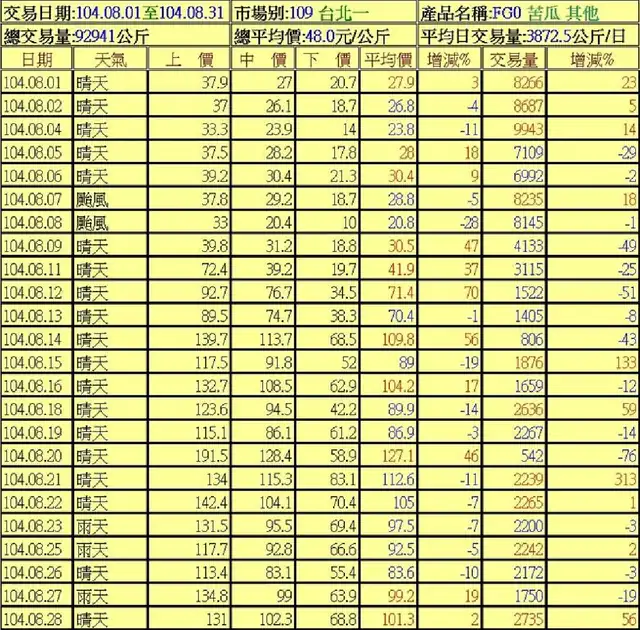 交易日期:104.08.01至104.08.31 市場別:109 台北一 產品名稱:FG0 苦瓜 其他
總交易量:92941公斤 總平均價:48.0元/公斤 平均日交易量:3872.5公斤/日
日期 天氣 上 價 中 價 下 價 平均價 增減% 交易量 增減%
104.08.01 晴天 37.9 27 20.7 27.9 3 8266 23
104.08.02 晴天 37 26.1 18.7 26.8 -4 8687 5
104.08.04 晴天 33.3 23.9 14 23.8 -11 9943 14
104.08.05 晴天 37.5 28.2 17.8 28 18 7109 -29
104.08.06 晴天 39.2 30.4 21.3 30.4 9 6992 -2
104.08.07 颱風 37.8 29.2 18.7 28.8 -5 8235 18
104.08.08 颱風 33 20.4 10 20.8 -28 8145 -1
104.08.09 晴天 39.8 31.2 18.8 30.5 47 4133 -49
104.08.11 晴天 72.4 39.2 19.7 41.9 37 3115 -25
104.08.12 晴天 92.7 76.7 34.5 71.4 70 1522 -51
104.08.13 晴天 89.5 74.7 38.3 70.4 -1 1405 -8
104.08.14 晴天 139.7 113.7 68.5 109.8 56 806 -43
104.08.15 晴天 117.5 91.8 52 89 -19 1876 133
104.08.16 晴天 132.7 108.5 62.9 104.2 17 1659 -12
104.08.18 晴天 123.6 94.5 42.2 89.9 -14 2636 59
104.08.19 晴天 115.1 86.1 61.2 86.9 -3 2267 -14
104.08.20 晴天 191.5 128.4 58.9 127.1 46 542 -76
104.08.21 晴天 134 115.3 83.1 112.6 -11 2239 313
104.08.22 晴天 142.4 104.1 70.4 105 -7 2265 1
104.08.23 雨天 131.5 95.5 69.4 97.5 -7 2200 -3
104.08.25 雨天 117.7 92.8 66.6 92.5 -5 2242 2
104.08.26 晴天 113.4 83.1 55.4 83.6 -10 2172 -3
104.08.27 雨天 134.8 99 63.9 99.2 19 1750 -19
104.08.28 晴天 131 102.3 68.8 101.3 2 2735 56